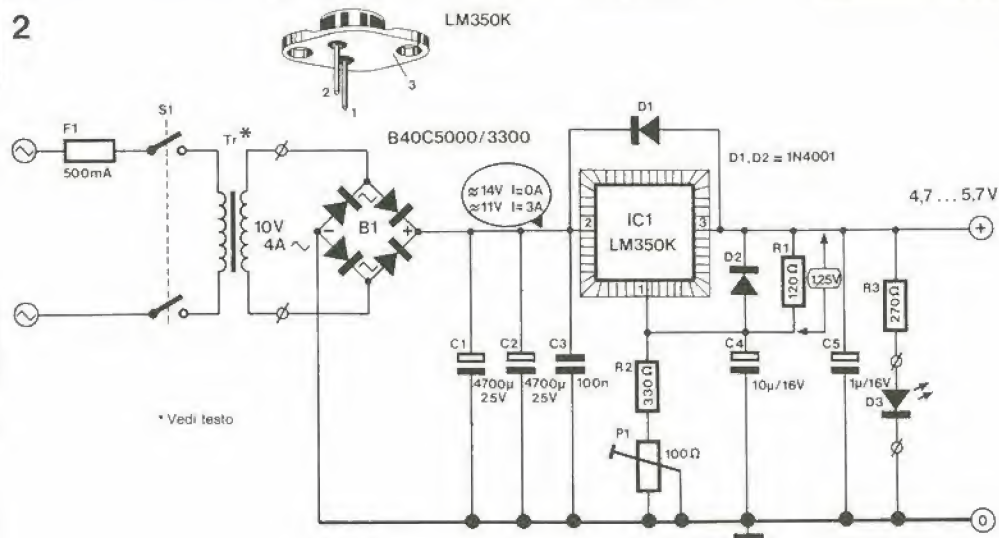 2
LM350K
3
2
1
F1
500mA
S1
Tr*
10V
4A ~
B40C5000/3300
B1
~
~
-
+
≈14V I=0A
≈11V I=3A
D1
D1, D2 = 1N4001
IC1
LM350K
2
3
1
4,7 ... 5,7V
+
D2
R1
120Ω
1,25V
R3
270Ω
C1
4700µ
25V
C2
4700µ
25V
C3
100n
R2
330Ω
P1
100Ω
C4
10µ/16V
C5
1µ/16V
D3
* Vedi testo
0